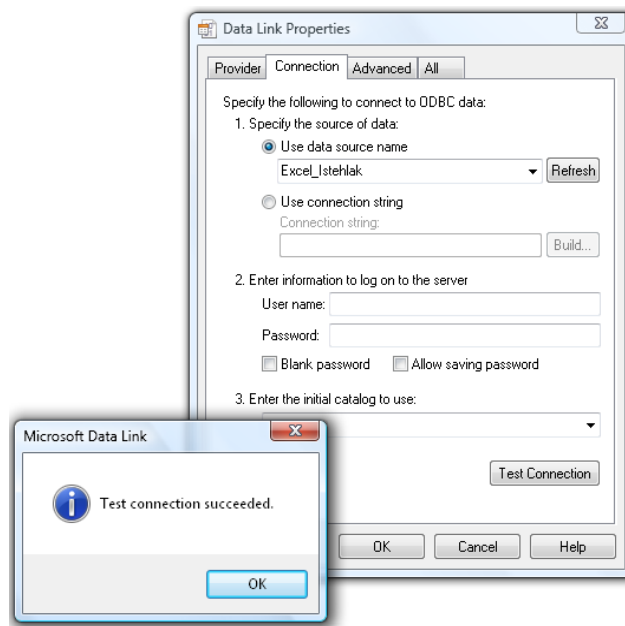 Data Link Properties
Provider Connection Advanced All
Specify the following to connect to ODBC data:
1. Specify the source of data:
Use data source name
Excel_Istehlak Refresh
Use connection string
Connection string:
Build...
2. Enter information to log on to the server
User name:
Password:
Blank password Allow saving password
3. Enter the initial catalog to use:
Test Connection
OK Cancel Help
Microsoft Data Link
Test connection succeeded.
OK